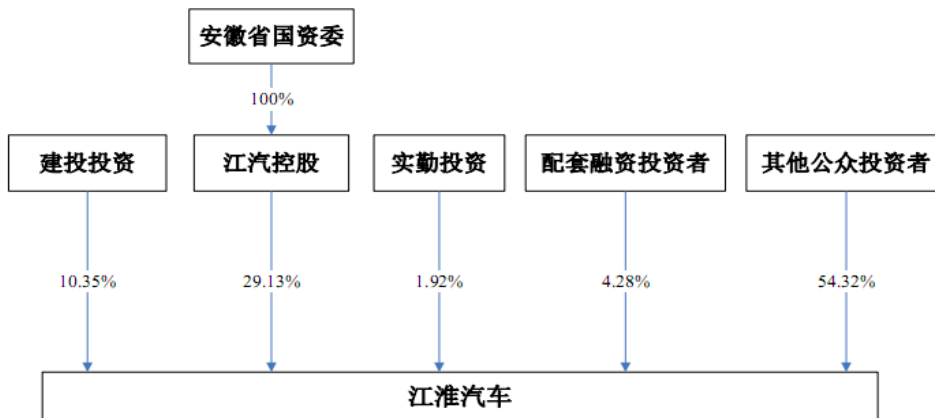 安徽省国资委
100%
建投投资
江汽控股
实勤投资
配套融资投资者
其他公众投资者
10.35%
29.13%
1.92%
4.28%
54.32%
江淮汽车